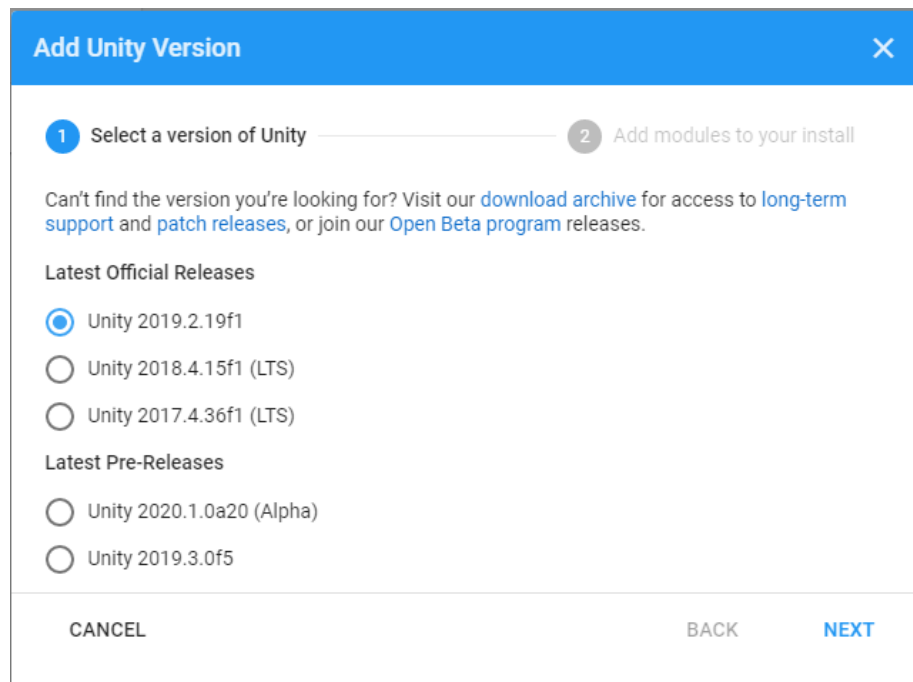 Add Unity Version
1 Select a version of Unity 2 Add modules to your install
Can't find the version you're looking for? Visit our download archive for access to long-term
support and patch releases, or join our Open Beta program releases.
Latest Official Releases
Unity 2019.2.19f1
Unity 2018.4.15f1 (LTS)
Unity 2017.4.36f1 (LTS)
Latest Pre-Releases
Unity 2020.1.0a20 (Alpha)
Unity 2019.3.0f5
CANCEL BACK NEXT